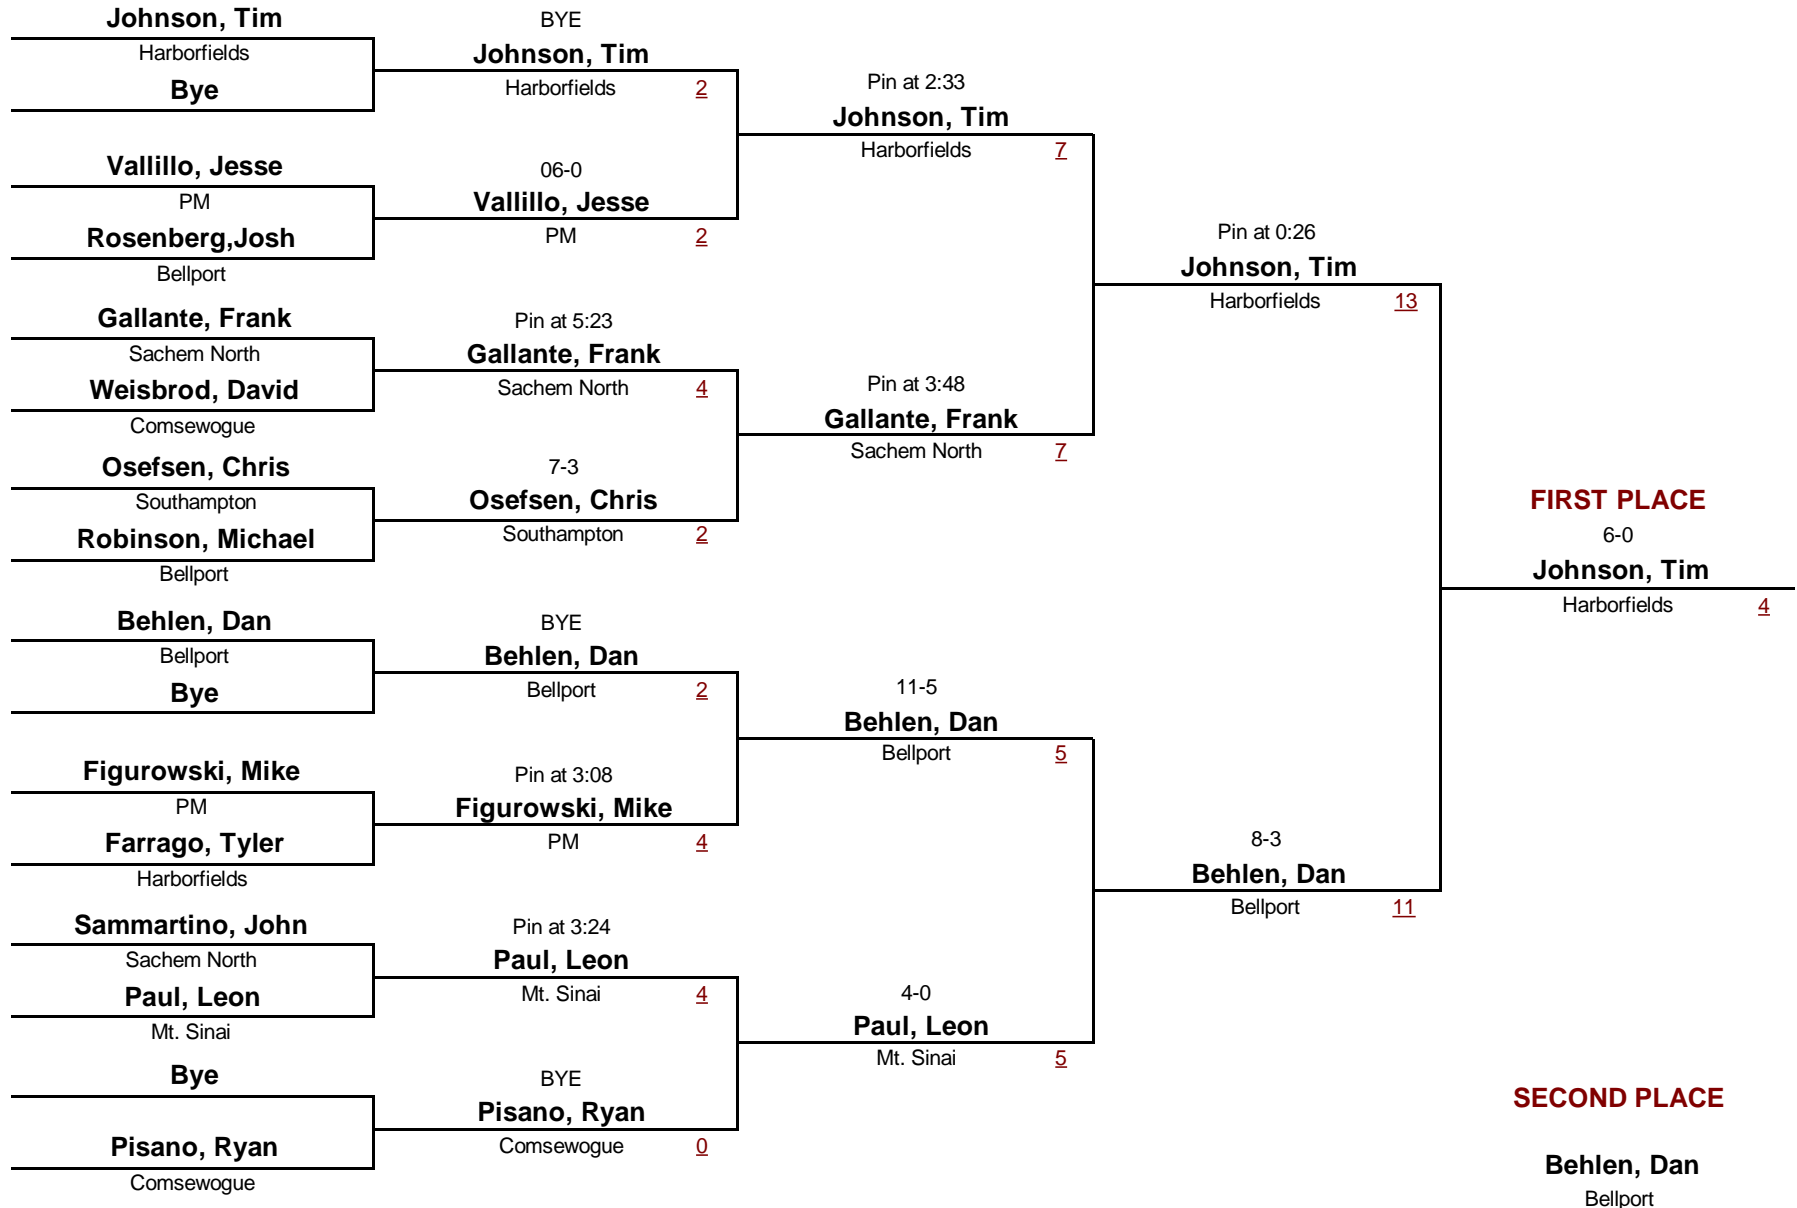 Johnson, Tim
Harborfields
Bye
Vallillo, Jesse
PM
Rosenberg,Josh
Bellport
Gallante, Frank
Sachem North
Weisbrod, David
Comsewogue
Osefsen, Chris
Southampton
Robinson, Michael
Bellport
Behlen, Dan
Bellport
Bye
Figurowski, Mike
PM
Farrago, Tyler
Harborfields
Sammartino, John
Sachem North
Paul, Leon
Mt. Sinai
Bye
Pisano, Ryan
Comsewogue
BYE
Johnson, Tim
Harborfields 2
06-0
Vallillo, Jesse
PM 2
Pin at 5:23
Gallante, Frank
Sachem North 4
7-3
Osefsen, Chris
Southampton 2
BYE
Behlen, Dan
Bellport 2
Pin at 3:08
Figurowski, Mike
PM 4
Pin at 3:24
Paul, Leon
Mt. Sinai 4
BYE
Pisano, Ryan
Comsewogue 0
Pin at 2:33
Johnson, Tim
Harborfields 7
Pin at 3:48
Gallante, Frank
Sachem North 7
11-5
Behlen, Dan
Bellport 5
4-0
Paul, Leon
Mt. Sinai 5
Pin at 0:26
Johnson, Tim
Harborfields 13
8-3
Behlen, Dan
Bellport 11
FIRST PLACE
6-0
Johnson, Tim
Harborfields 4
SECOND PLACE
Behlen, Dan
Bellport